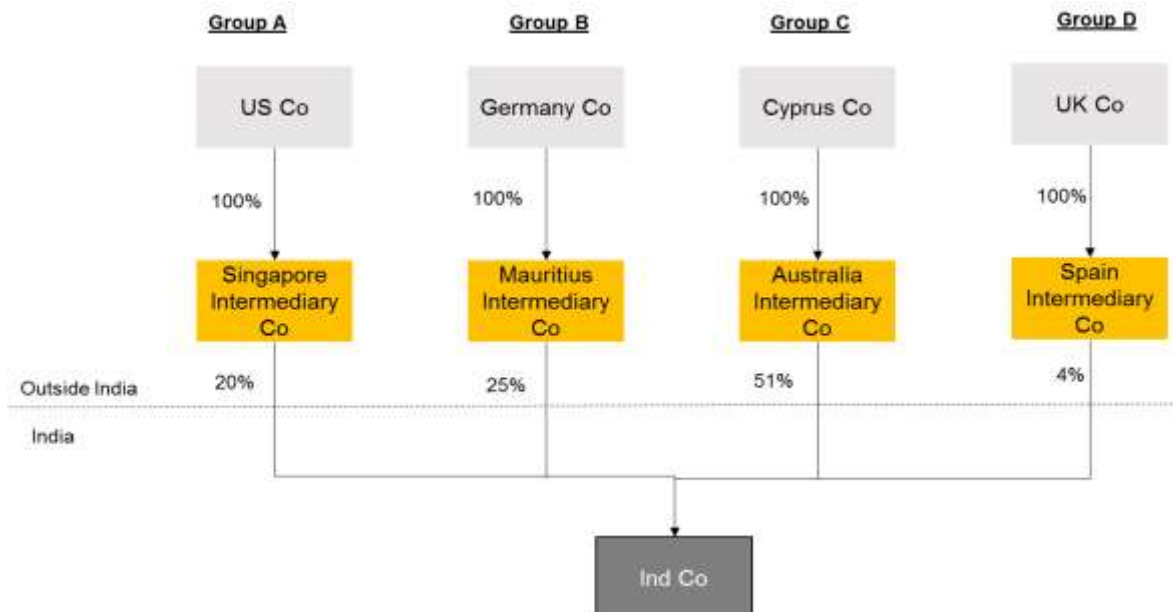 Group A
Group B
Group C
Group D
US Co
Germany Co
Cyprus Co
UK Co
100%
100%
100%
100%
Singapore
Intermediary
Co
Mauritius
Intermediary
Co
Australia
Intermediary
Co
Spain
Intermediary
Co
Outside India
20%
25%
51%
4%
India
Ind Co